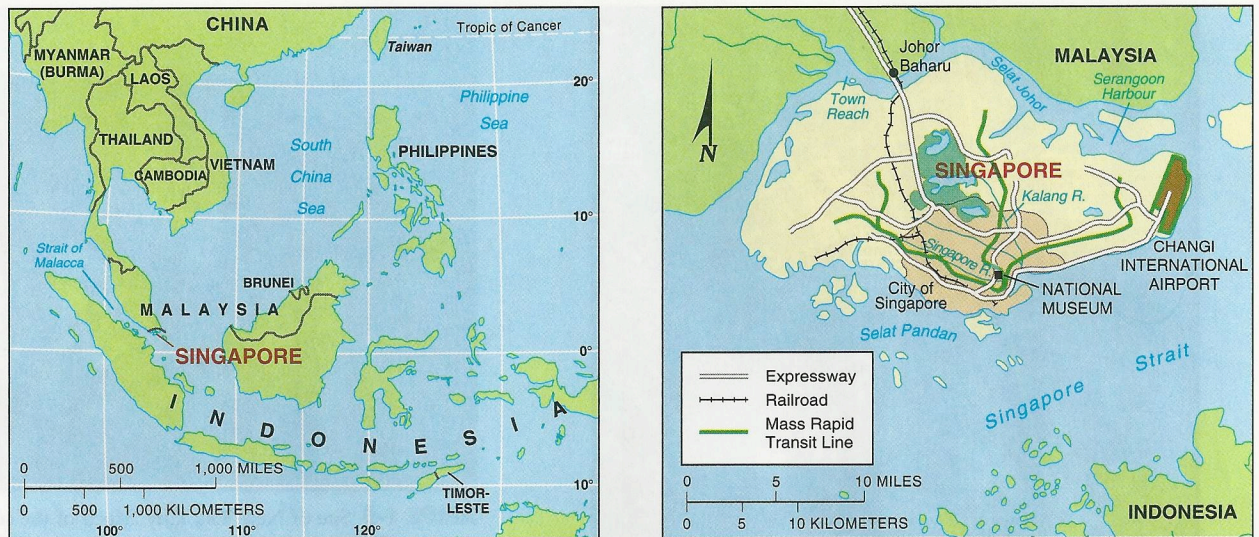 CHINA
Tropic of Cancer
Taiwan
MYANMAR
(BURMA)
LAOS
20°
Philippine
Sea
THAILAND
VIETNAM
South
China
Sea
PHILIPPINES
CAMBODIA
10°
Strait of
Malacca
BRUNEI
MALAYSIA
SINGAPORE
0°
INDONESIA
0 500 1,000 MILES
0 500 1,000 KILOMETERS
10°
TIMOR-
LESTE
100° 110° 120°
Johor
Baharu
MALAYSIA
Selat Johor
Serangoon
Harbour
Town
Reach
N
SINGAPORE
Kalang R.
Singapore R.
CHANGI
INTERNATIONAL
AIRPORT
City of
Singapore
NATIONAL
MUSEUM
Selat Pandan
Singapore Strait
Expressway
Railroad
Mass Rapid
Transit Line
0 5 10 MILES
0 5 10 KILOMETERS
INDONESIA